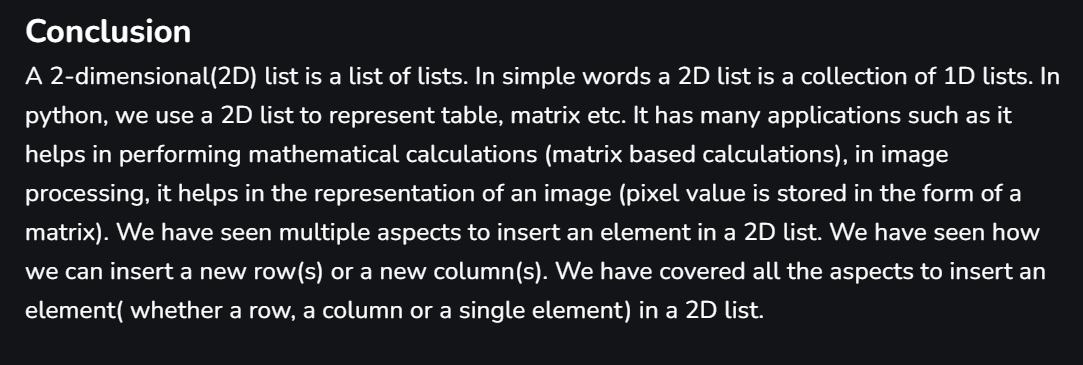 Conclusion
A 2-dimensional(2D) list is a list of lists. In simple words a 2D list is a collection of 1D lists. In
python, we use a 2D list to represent table, matrix etc. It has many applications such as it
helps in performing mathematical calculations (matrix based calculations), in image
processing, it helps in the representation of an image (pixel value is stored in the form of a
matrix). We have seen multiple aspects to insert an element in a 2D list. We have seen how
we can insert a new row(s) or a new column(s). We have covered all the aspects to insert an
element( whether a row, a column or a single element) in a 2D list.